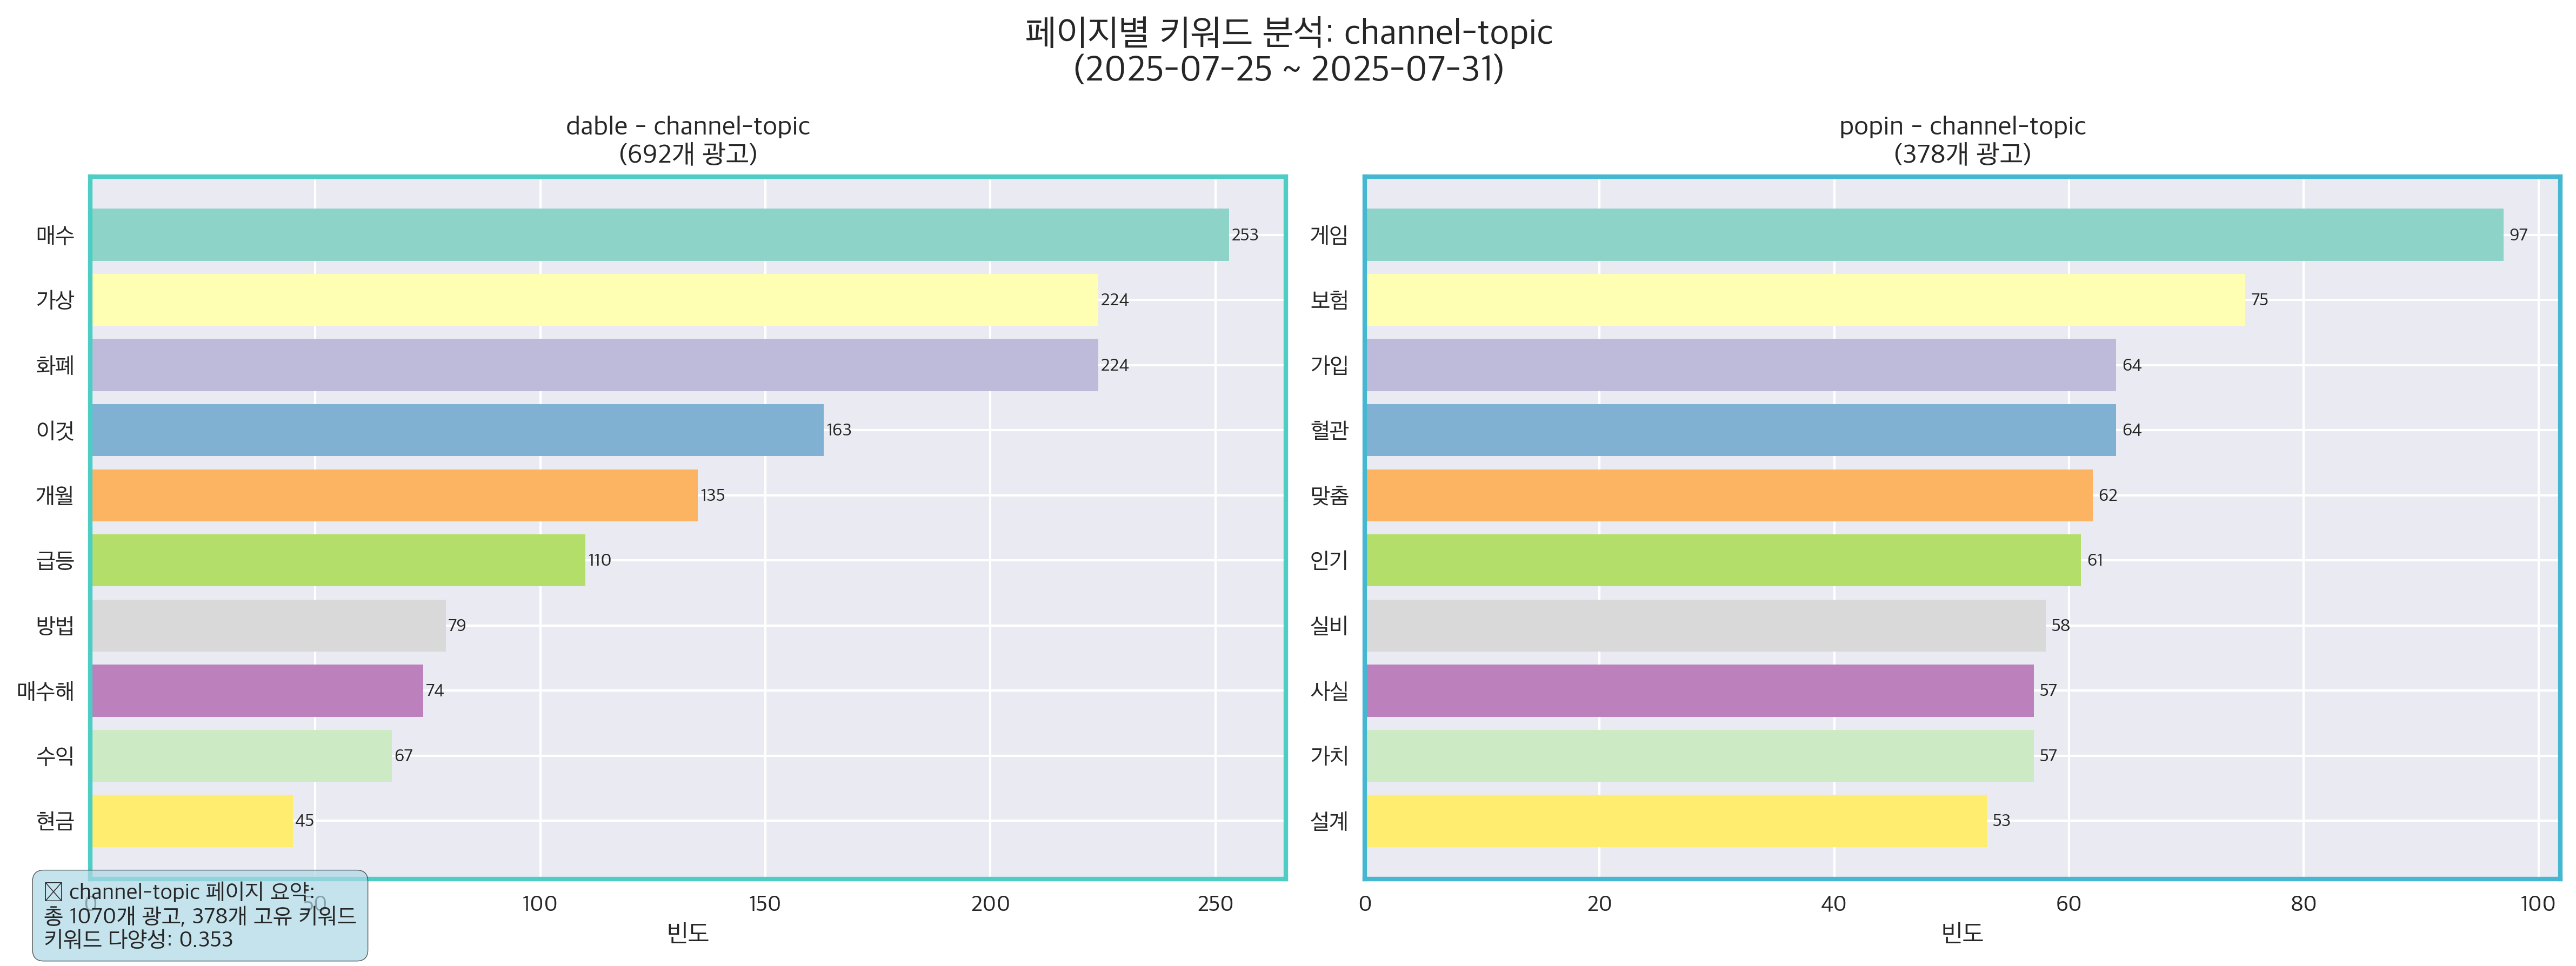 페이지별 키워드 분석: channel-topic
(2025-07-25 ~ 2025-07-31)
dable - channel-topic
(692개 광고)
매수 253
가상 224
화폐 224
이것 163
개월 135
급등 110
방법 79
매수해 74
수익 67
현금 45
0 50 100 150 200 250
빈도
popin - channel-topic
(378개 광고)
게임 97
보험 75
가입 64
혈관 64
맞춤 62
인기 61
실비 58
사실 57
가치 57
설계 53
0 20 40 60 80 100
빈도
channel-topic 페이지 요약:
총 1070개 광고, 378개 고유 키워드
키워드 다양성: 0.353